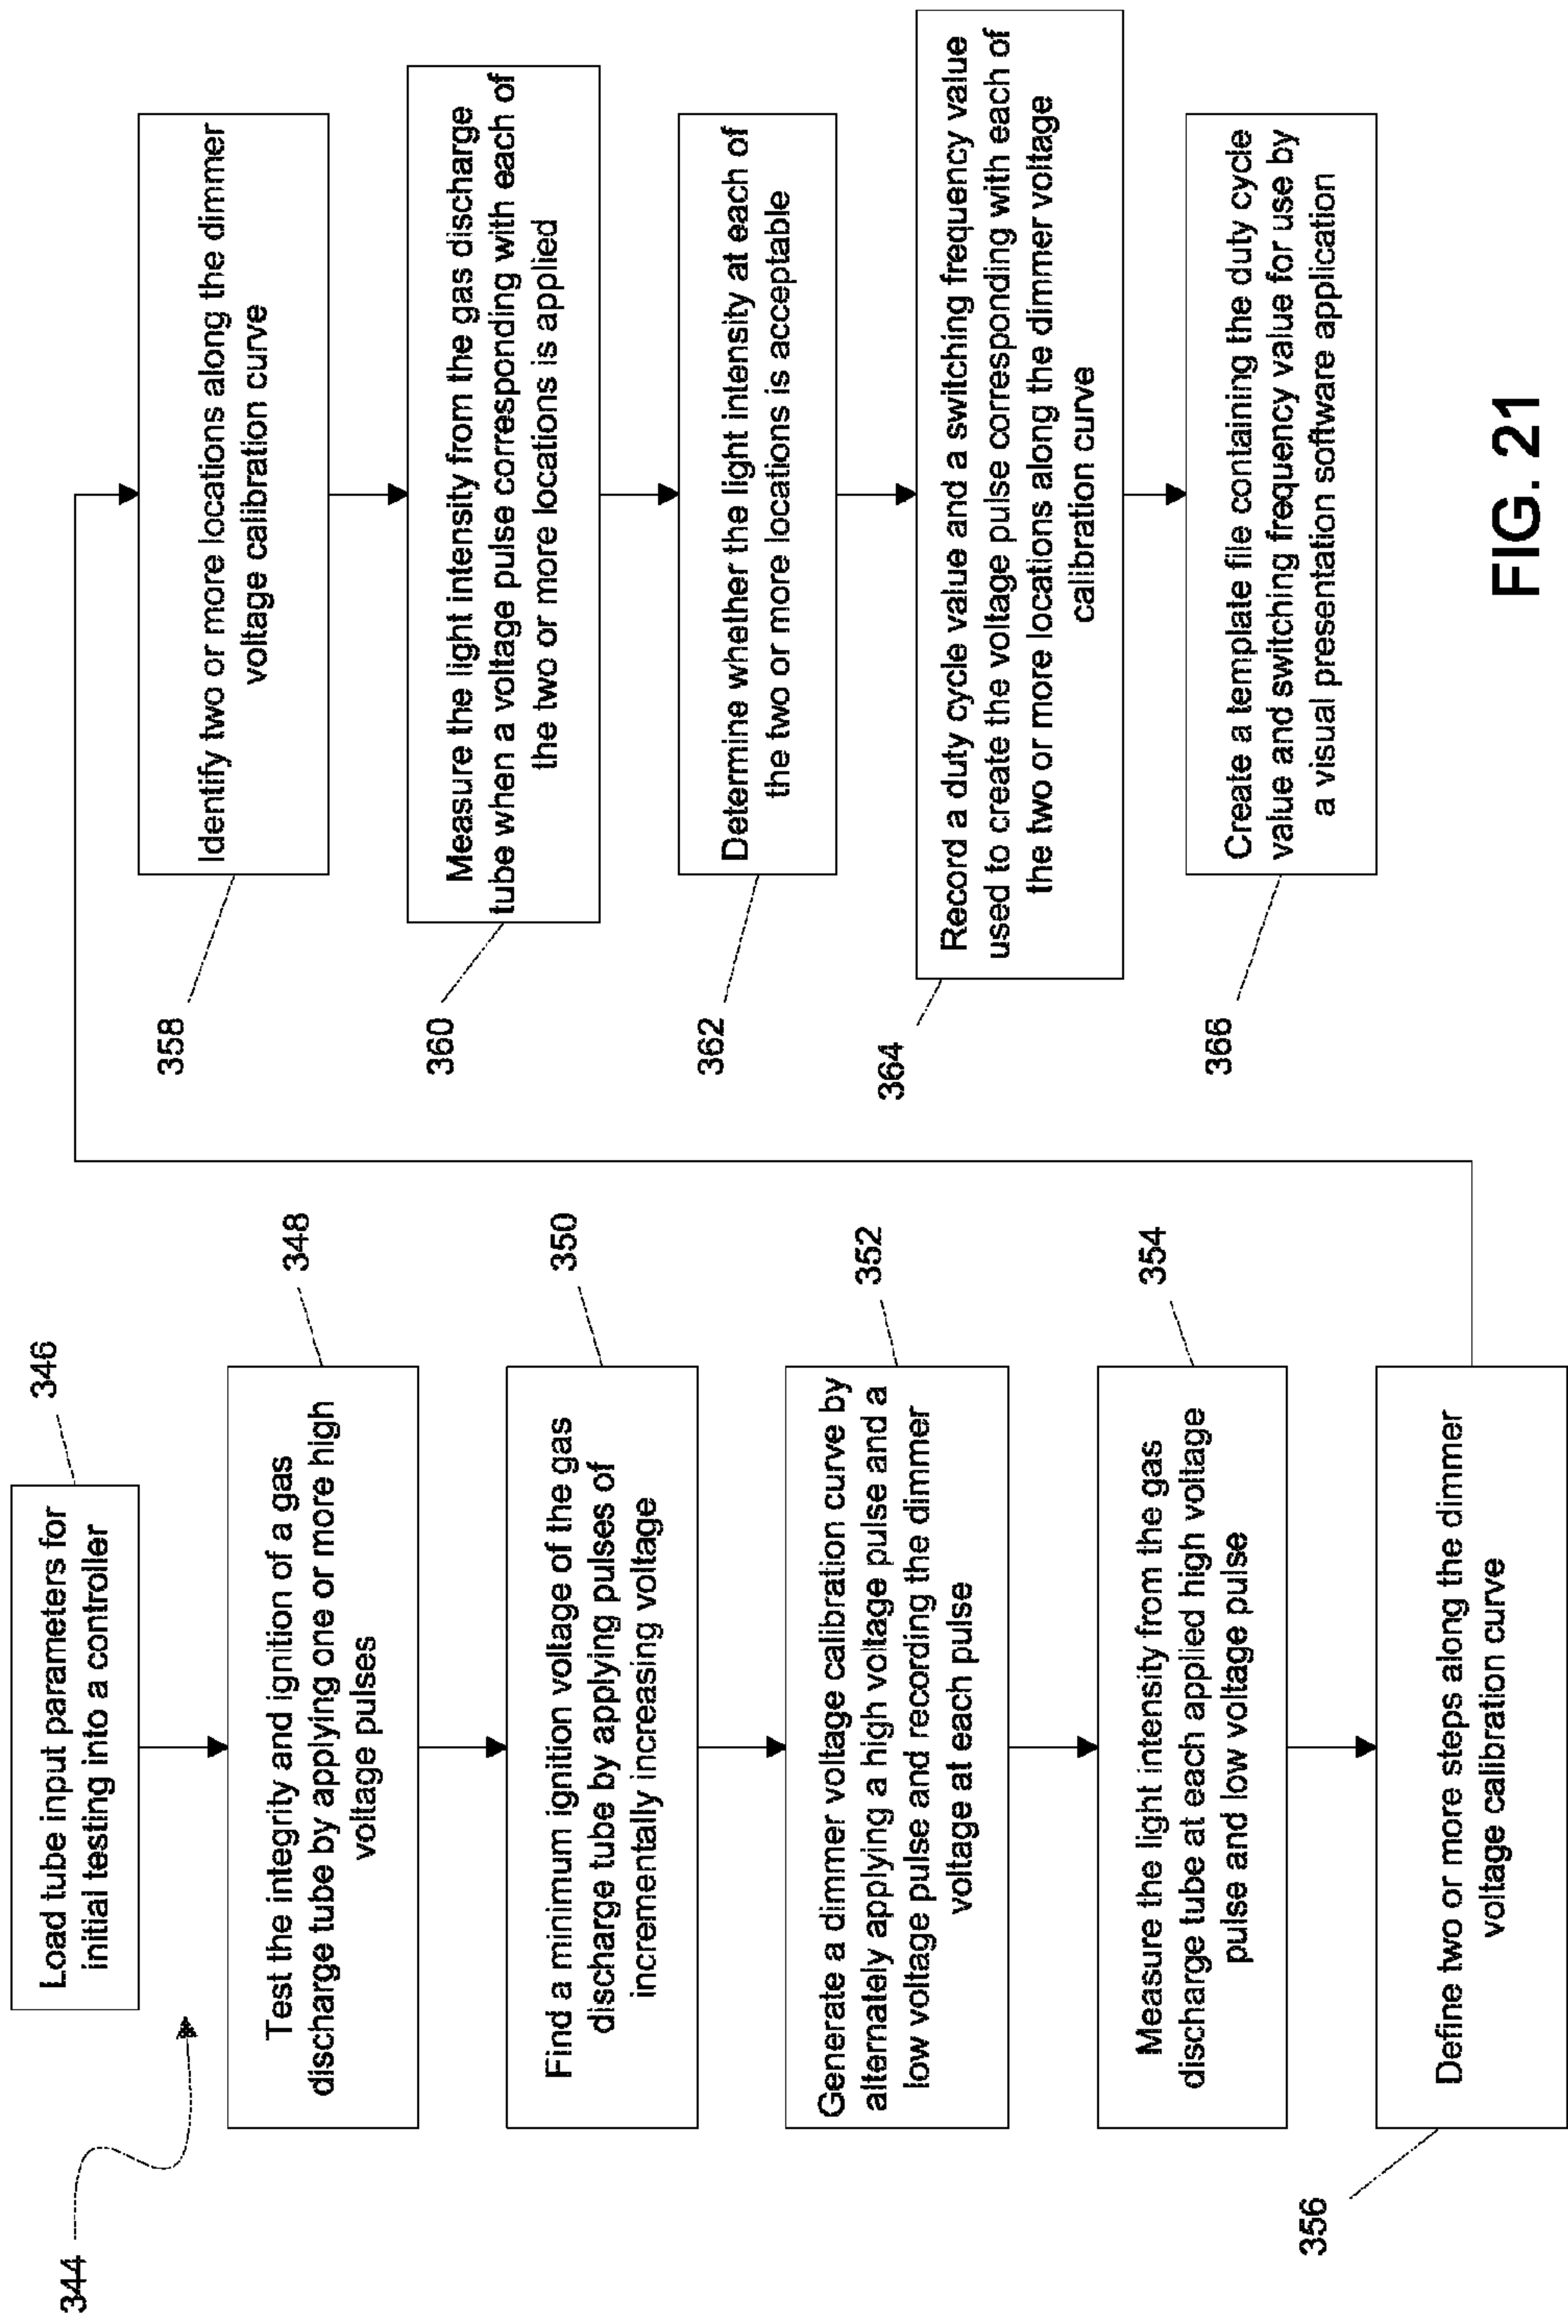 344
346
Load tube input parameters for
initial testing into a controller
348
Test the integrity and ignition of a gas
discharge tube by applying one or more high
voltage pulses
350
Find a minimum ignition voltage of the gas
discharge tube by applying pulses of
incrementally increasing voltage
352
Generate a dimmer voltage calibration curve by
alternately applying a high voltage pulse and a
low voltage pulse and recording the dimmer
voltage at each pulse
354
Measure the light intensity from the gas
discharge tube at each applied high voltage
pulse and low voltage pulse
356
Define two or more steps along the dimmer
voltage calibration curve
358
Identify two or more locations along the dimmer
voltage calibration curve
360
Measure the light intensity from the gas discharge
tube when a voltage pulse corresponding with each of
the two or more locations is applied
362
Determine whether the light intensity at each of
the two or more locations is acceptable
364
Record a duty cycle value and a switching frequency value
used to create the voltage pulse corresponding with each of
the two or more locations along the dimmer voltage
calibration curve
366
Create a template file containing the duty cycle
value and switching frequency value for use by
a visual presentation software application
FIG. 21